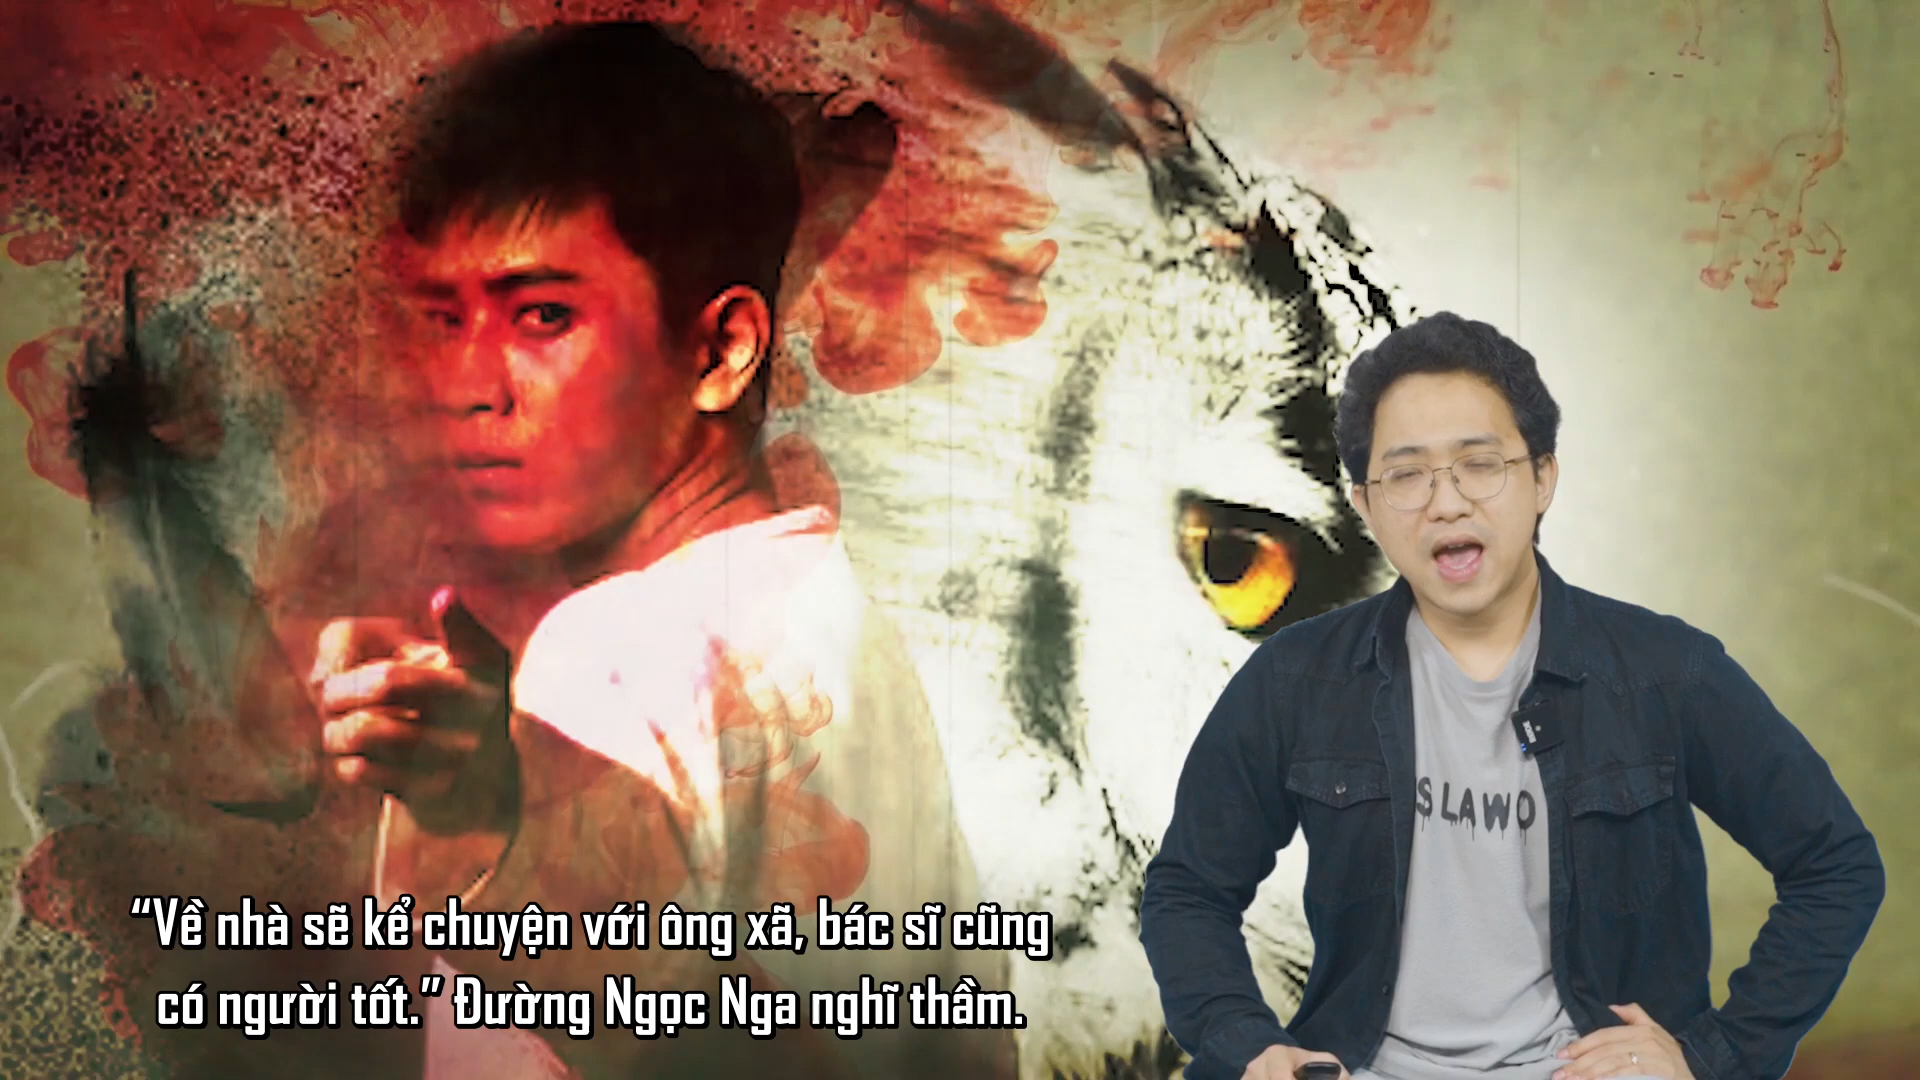 “Về nhà sẽ kể chuyện với ông xã, bác sĩ cũng
có người tốt.” Đường Ngọc Nga nghĩ thầm.
SLAWO